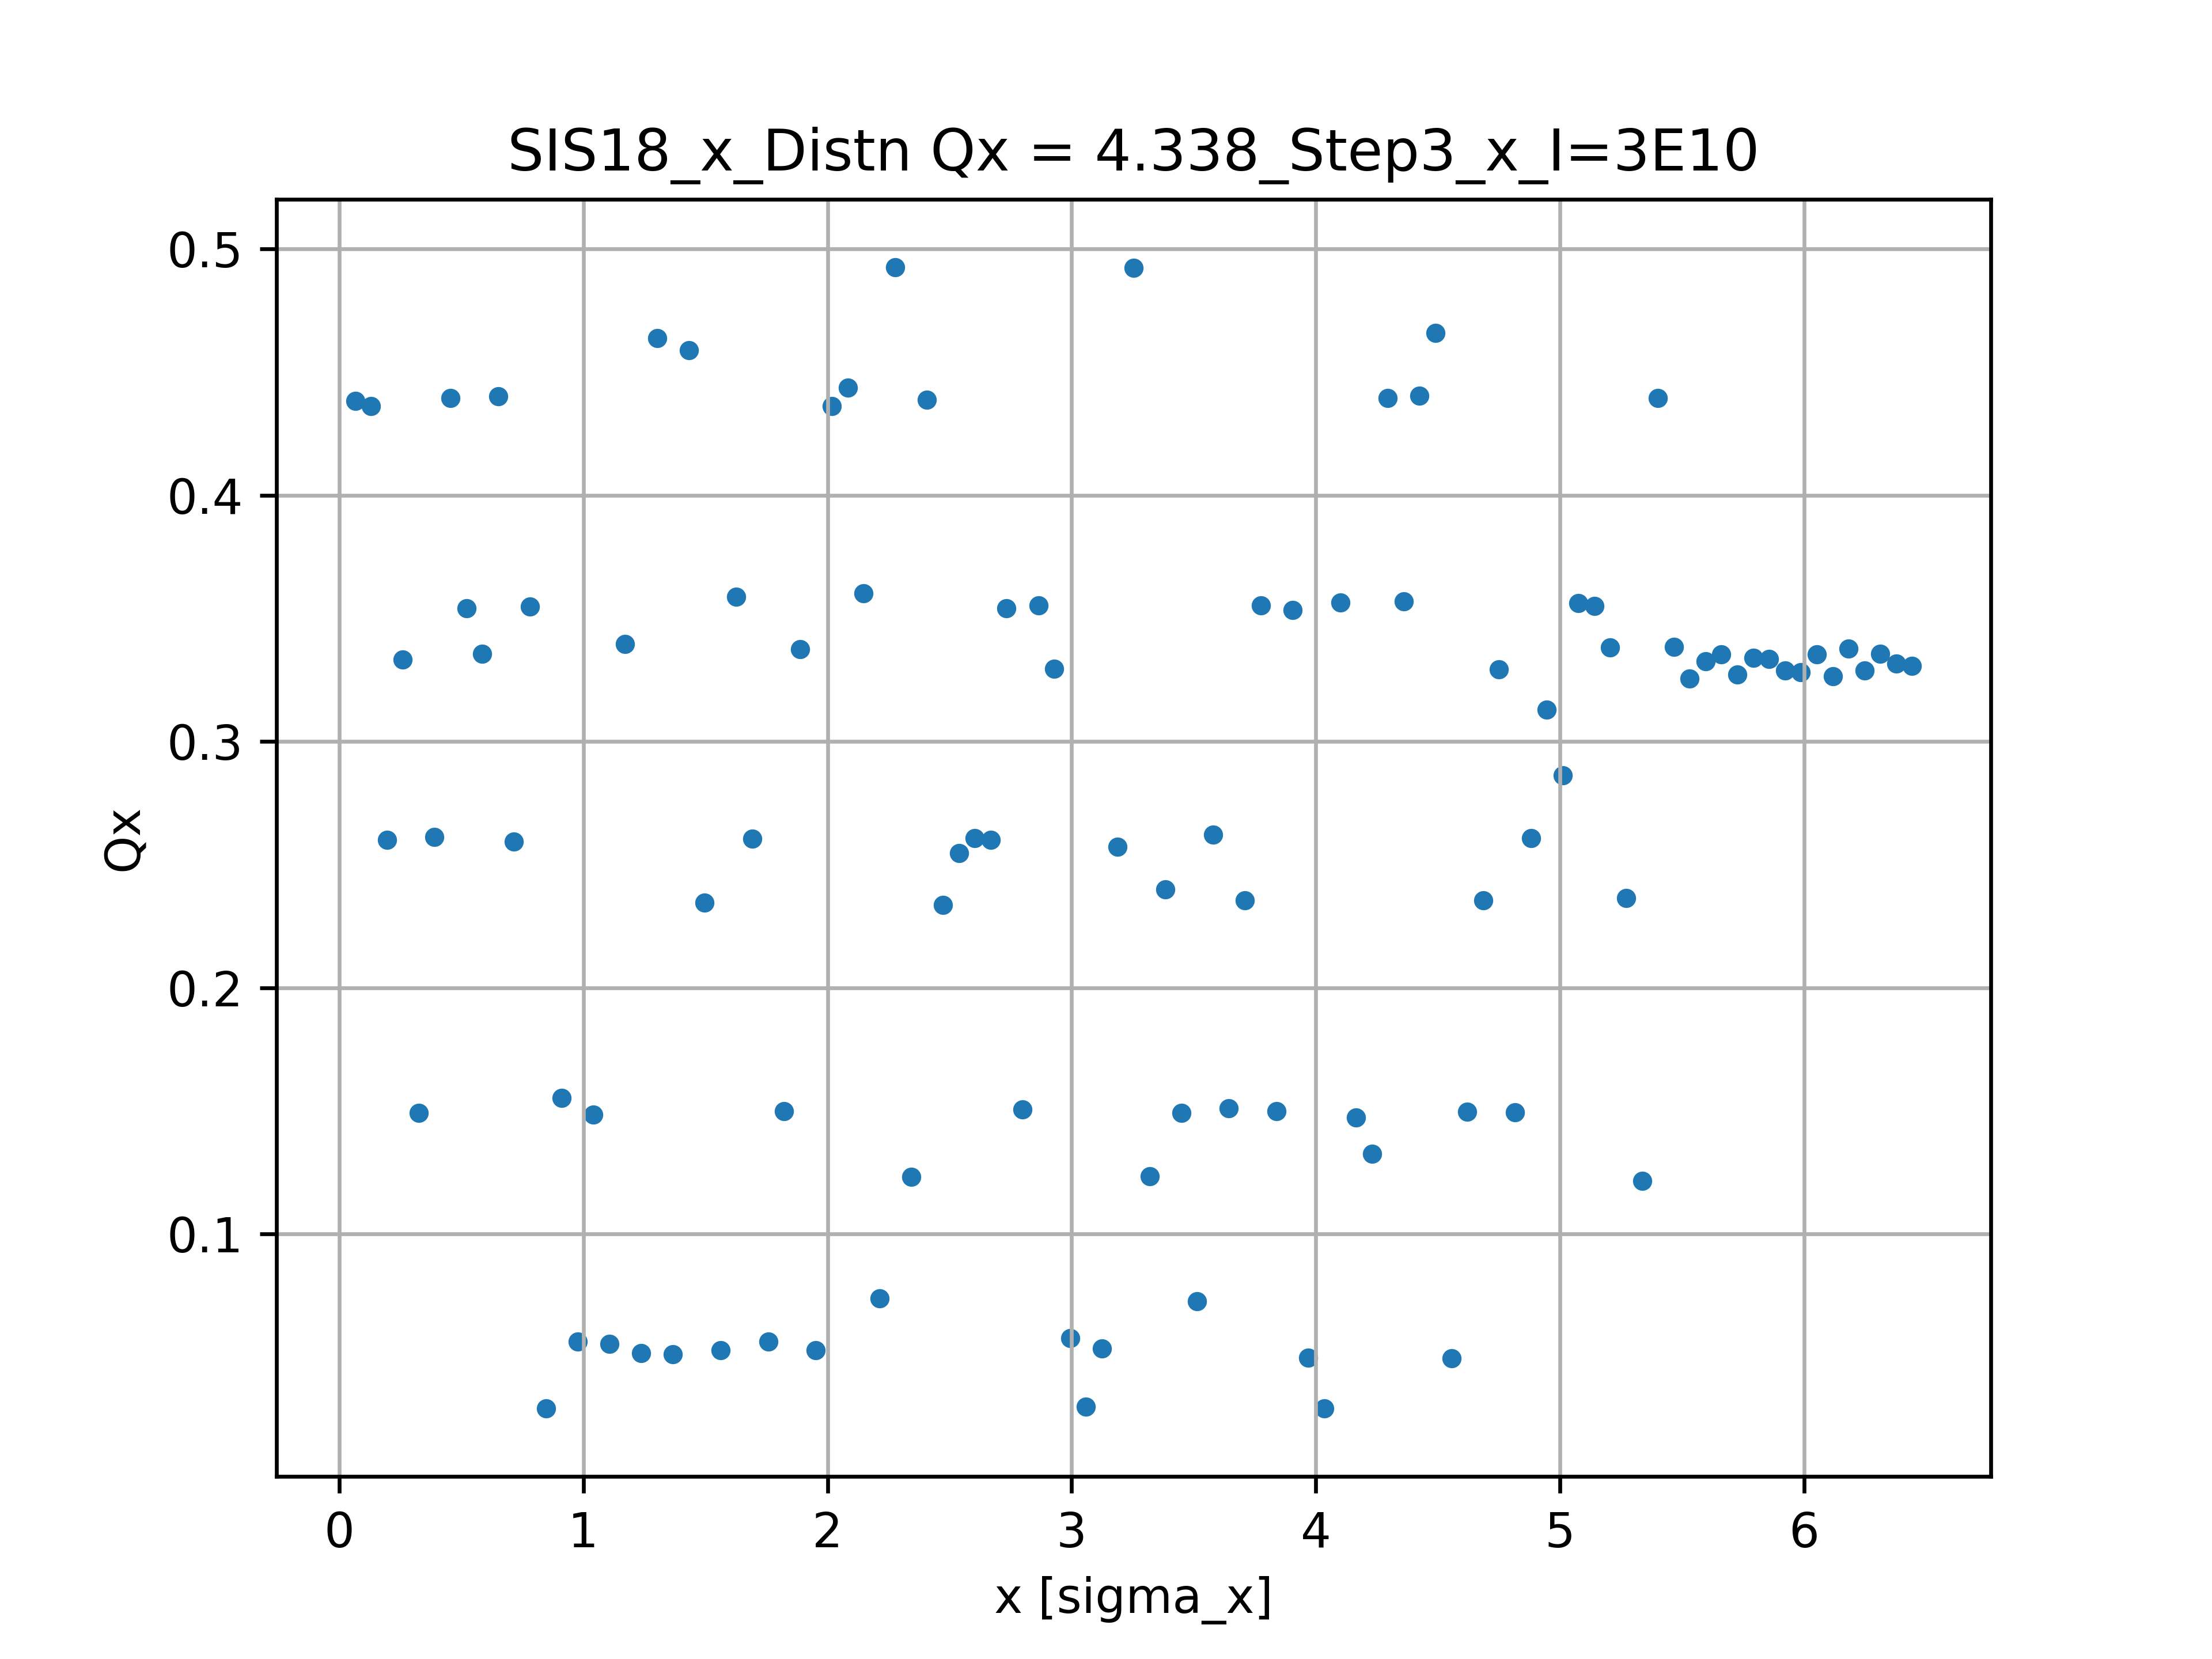 SIS18_x_Distn Qx = 4.338_Step3_x_I=3E10
0.5
0.4
0.3
0.2
0.1
Qx
0 1 2 3 4 5 6
x [sigma_x]